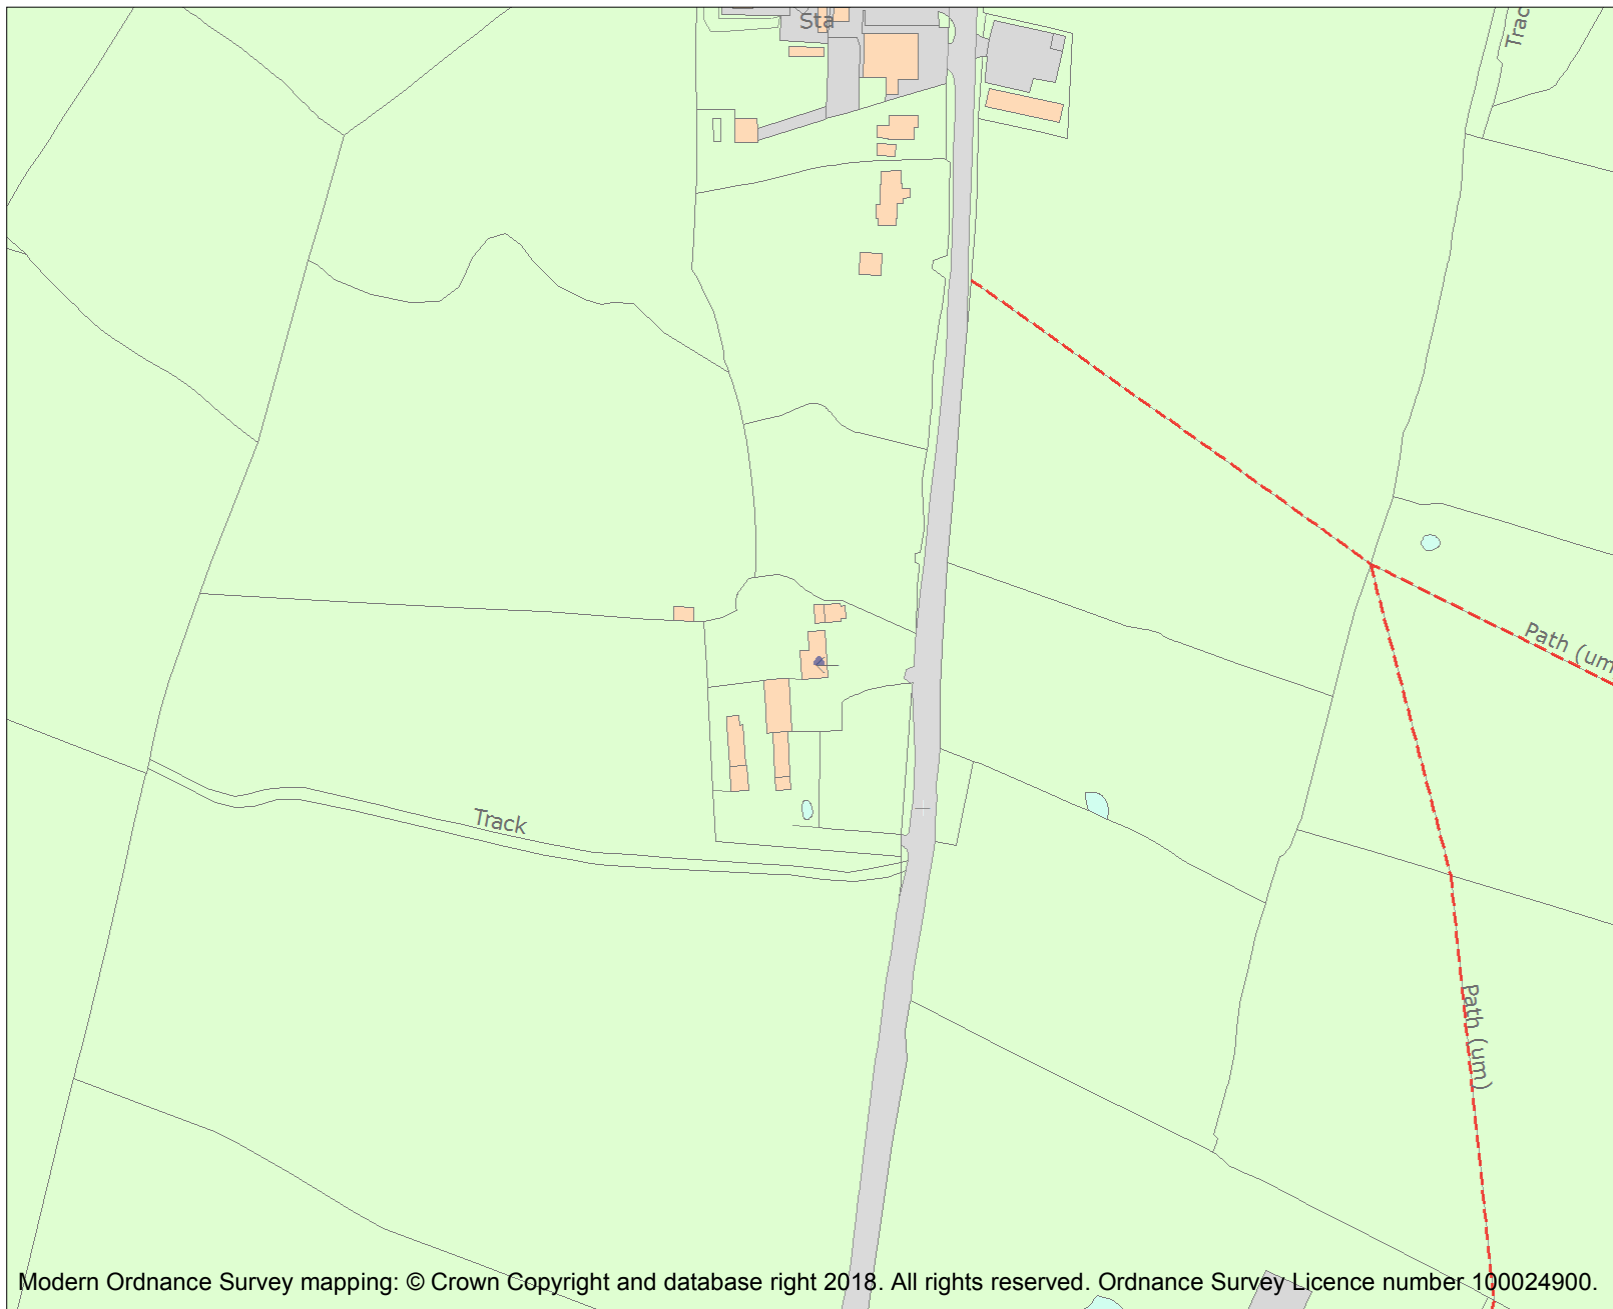 Sta
Trac
Path (um
Track
Path (um)
Modern Ordnance Survey mapping: © Crown Copyright and database right 2018. All rights reserved. Ordnance Survey Licence number 100024900.